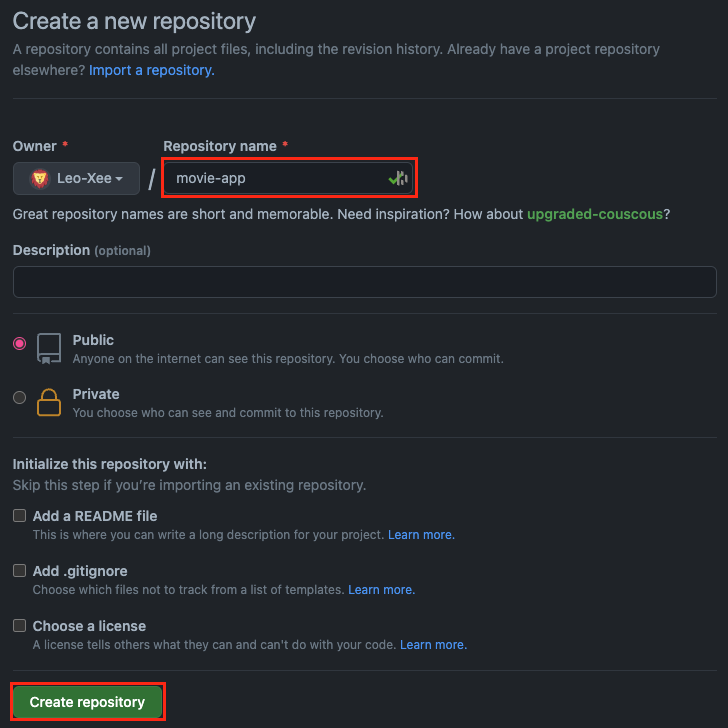 Create a new repository
A repository contains all project files, including the revision history. Already have a project repository
elsewhere? Import a repository.
Owner * Repository name *
Leo-Xee / movie-app
Great repository names are short and memorable. Need inspiration? How about upgraded-couscous?
Description (optional)
Public
Anyone on the internet can see this repository. You choose who can commit.
Private
You choose who can see and commit to this repository.
Initialize this repository with:
Skip this step if you’re importing an existing repository.
Add a README file
This is where you can write a long description for your project. Learn more.
Add .gitignore
Choose which files not to track from a list of templates. Learn more.
Choose a license
A license tells others what they can and can't do with your code. Learn more.
Create repository